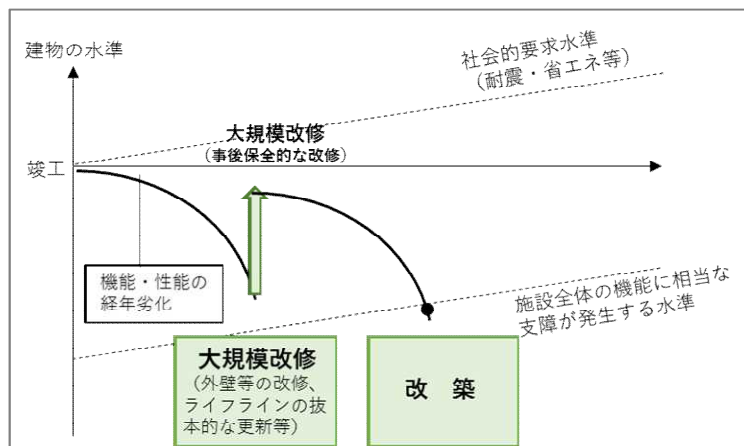 建物の水準
社会的要求水準
（耐震・省エネ等）
大規模改修
（事後保全的な改修）
竣工
機能・性能の
経年劣化
施設全体の機能に相当な
支障が発生する水準
大規模改修
（外壁等の改修、
ライフラインの抜
本的な更新等）
改　築